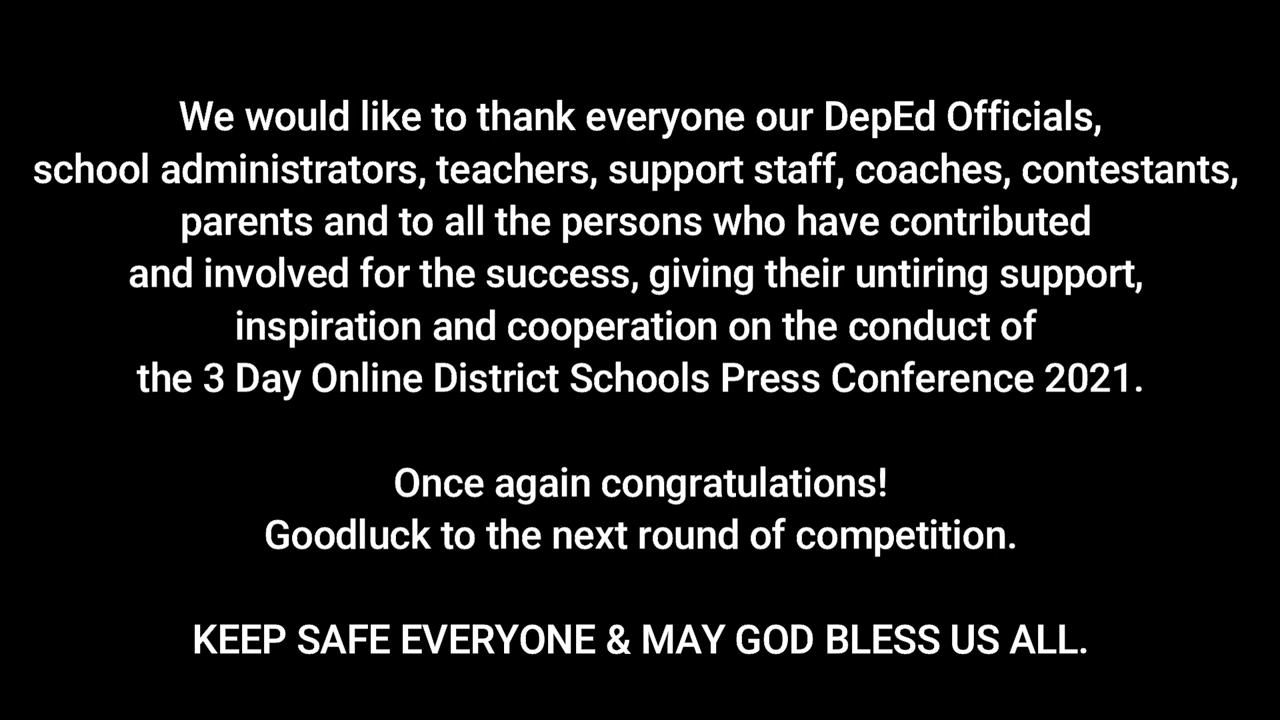 We would like to thank everyone our DepEd Officials,
school administrators, teachers, support staff, coaches, contestants,
parents and to all the persons who have contributed
and involved for the success, giving their untiring support,
inspiration and cooperation on the conduct of
the 3 Day Online District Schools Press Conference 2021.
Once again congratulations!
Goodluck to the next round of competition.
KEEP SAFE EVERYONE & MAY GOD BLESS US ALL.